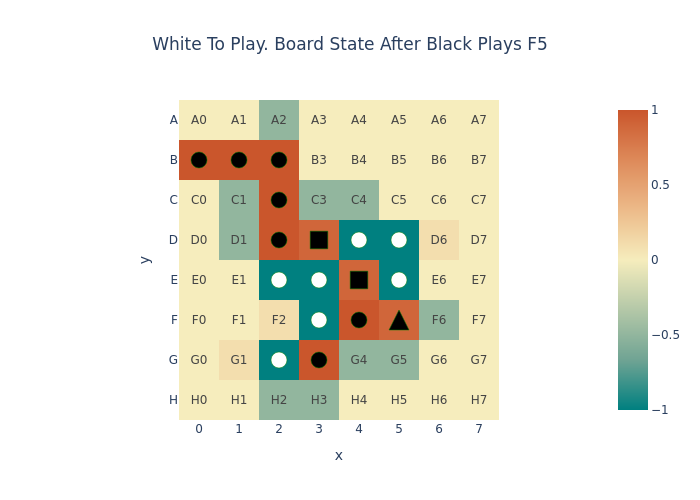 White To Play. Board State After Black Plays F5
A A0 A1 A2 A3 A4 A5 A6 A7
B B3 B4 B5 B6 B7
C C0 C1 C3 C4 C5 C6 C7
D D0 D1 D6 D7
E E0 E1 E6 E7
F F0 F1 F2 F6 F7
G G0 G1 G4 G5 G6 G7
H H0 H1 H2 H3 H4 H5 H6 H7
0 1 2 3 4 5 6 7
x
y
1
0.5
0
−0.5
−1